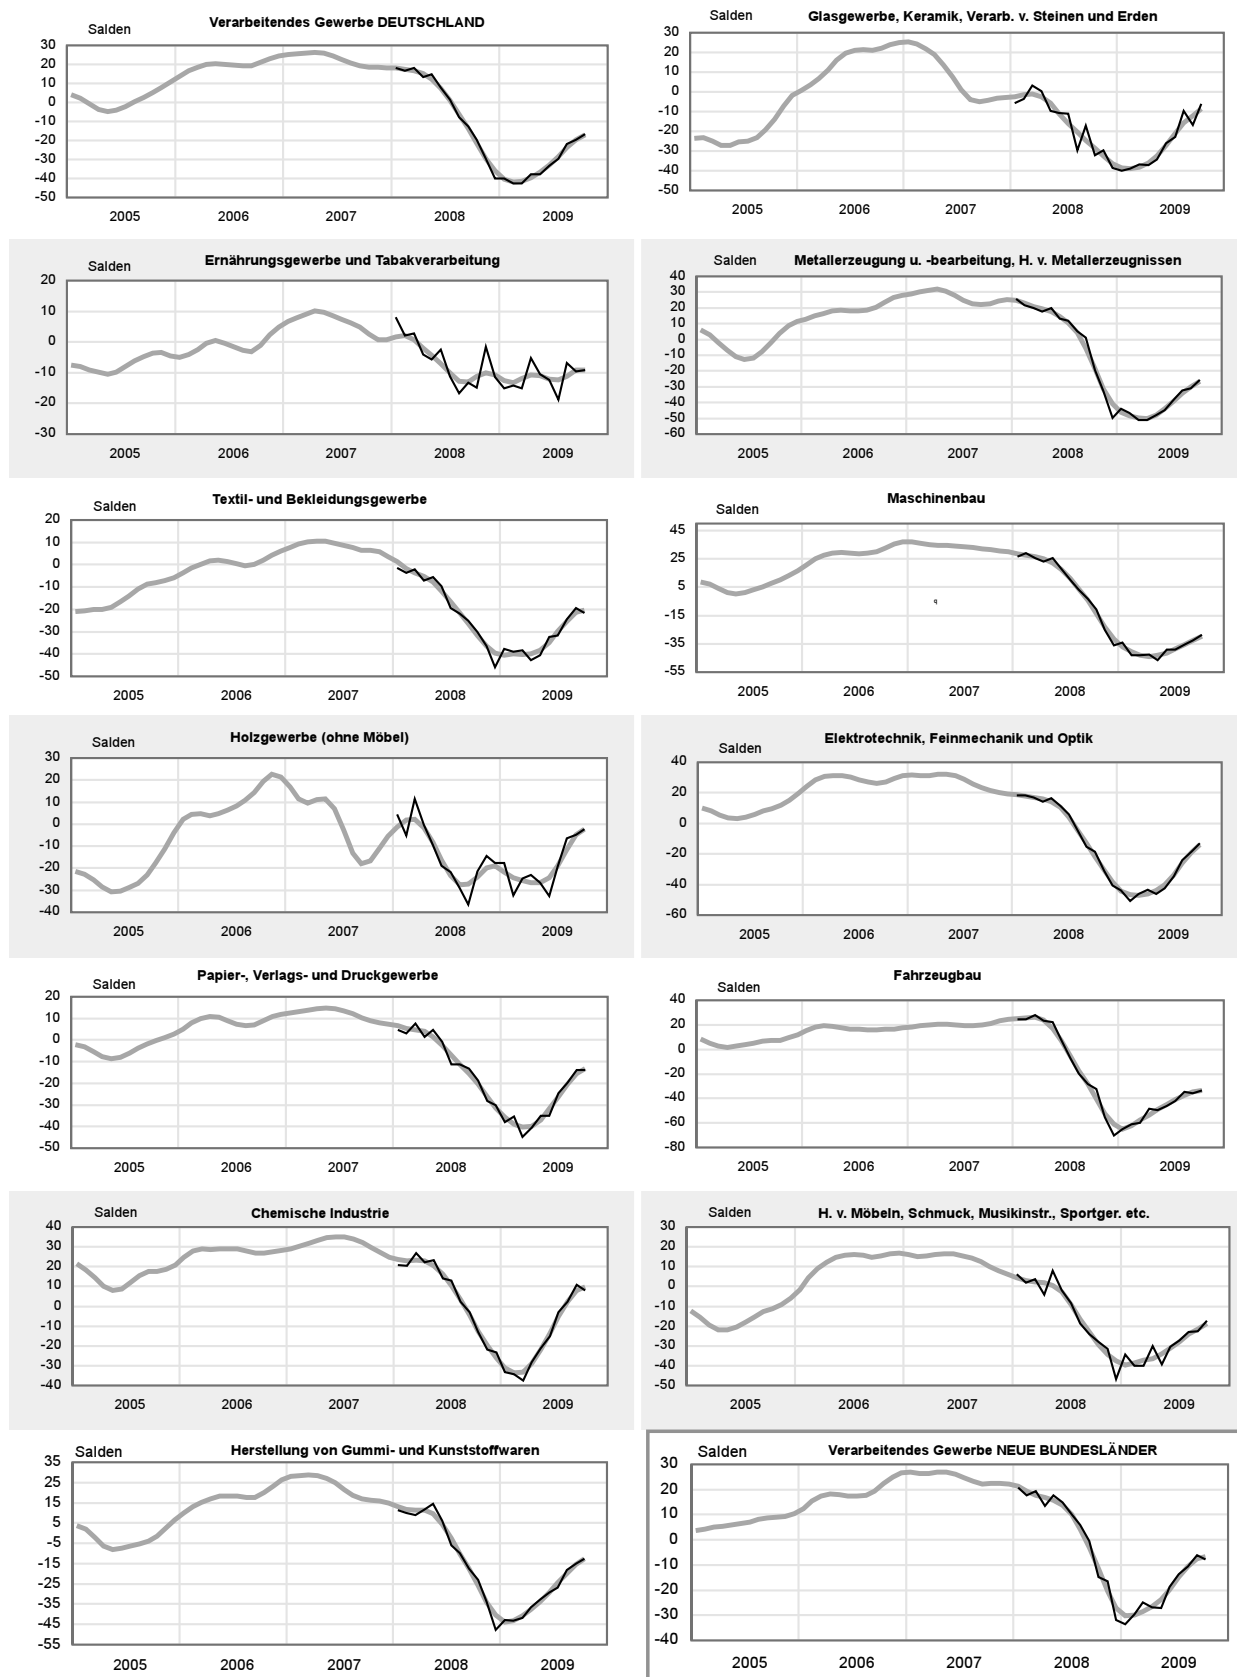 Verarbeitendes Gewerbe DEUTSCHLAND
Salden
30
20
10
0
-10
-20
-30
-40
-50
2005 2006 2007 2008 2009
Glasgewerbe, Keramik, Verarb. v. Steinen und Erden
Salden
30
20
10
0
-10
-20
-30
-40
-50
2005 2006 2007 2008 2009
Ernährungsgewerbe und Tabakverarbeitung
Salden
20
10
0
-10
-20
-30
2005 2006 2007 2008 2009
Metallerzeugung u. -bearbeitung, H. v. Metallerzeugnissen
Salden
40
30
20
10
0
-10
-20
-30
-40
-50
-60
2005 2006 2007 2008 2009
Textil- und Bekleidungsgewerbe
Salden
20
10
0
-10
-20
-30
-40
-50
2005 2006 2007 2008 2009
Maschinenbau
Salden
45
25
5
-15
-35
-55
q
2005 2006 2007 2008 2009
Holzgewerbe (ohne Möbel)
Salden
30
20
10
0
-10
-20
-30
-40
2005 2006 2007 2008 2009
Elektrotechnik, Feinmechanik und Optik
Salden
40
20
0
-20
-40
-60
2005 2006 2007 2008 2009
Papier-, Verlags- und Druckgewerbe
Salden
20
10
0
-10
-20
-30
-40
-50
2005 2006 2007 2008 2009
Fahrzeugbau
Salden
40
20
0
-20
-40
-60
-80
2005 2006 2007 2008 2009
Chemische Industrie
Salden
40
30
20
10
0
-10
-20
-30
-40
2005 2006 2007 2008 2009
H. v. Möbeln, Schmuck, Musikinstr., Sportger. etc.
Salden
30
20
10
0
-10
-20
-30
-40
-50
2005 2006 2007 2008 2009
Herstellung von Gummi- und Kunststoffwaren
Salden
35
25
15
5
-5
-15
-25
-35
-45
-55
2005 2006 2007 2008 2009
Verarbeitendes Gewerbe NEUE BUNDESLÄNDER
Salden
30
20
10
0
-10
-20
-30
-40
2005 2006 2007 2008 2009